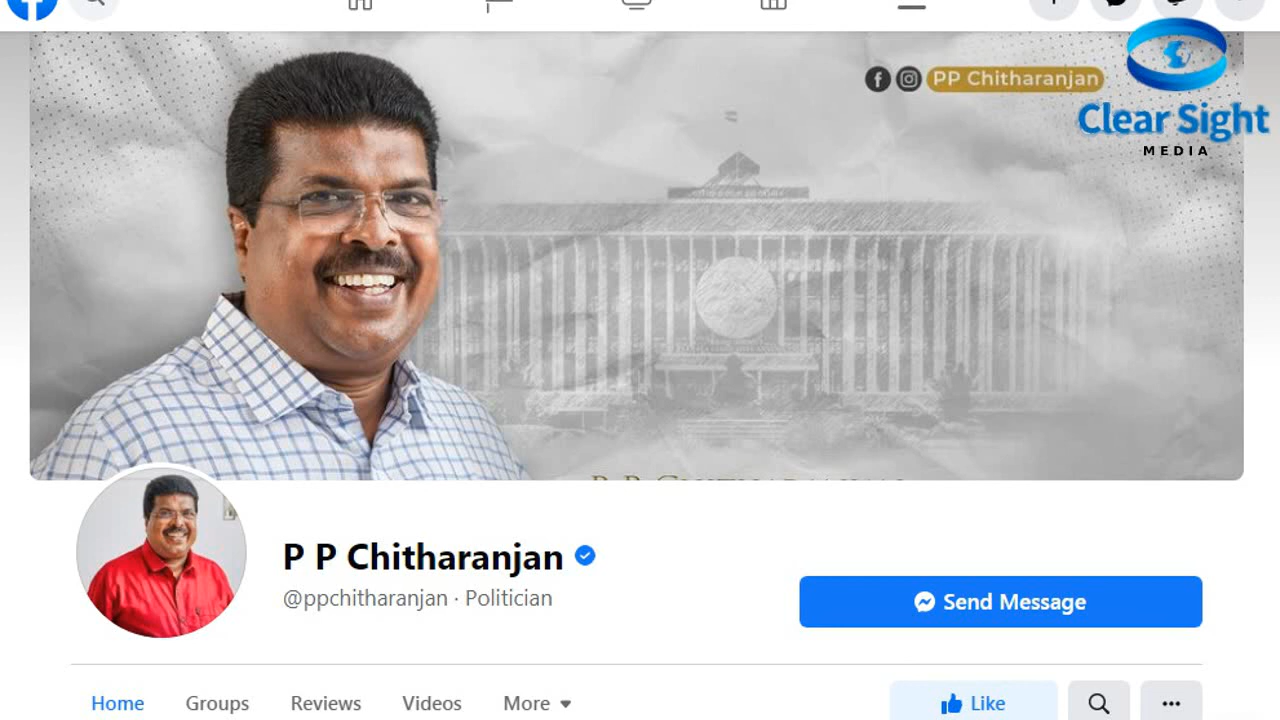 PP Chitharanjan
Clear Sight
MEDIA
P P Chitharanjan
@ppchitharanjan · Politician
Send Message
Home Groups Reviews Videos More
Like